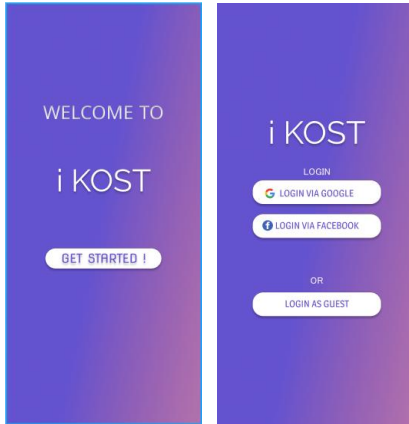 WELCOME TO
i KOST
GET STARTED !
i KOST
LOGIN
LOGIN VIA GOOGLE
LOGIN VIA FACEBOOK
OR
LOGIN AS GUEST